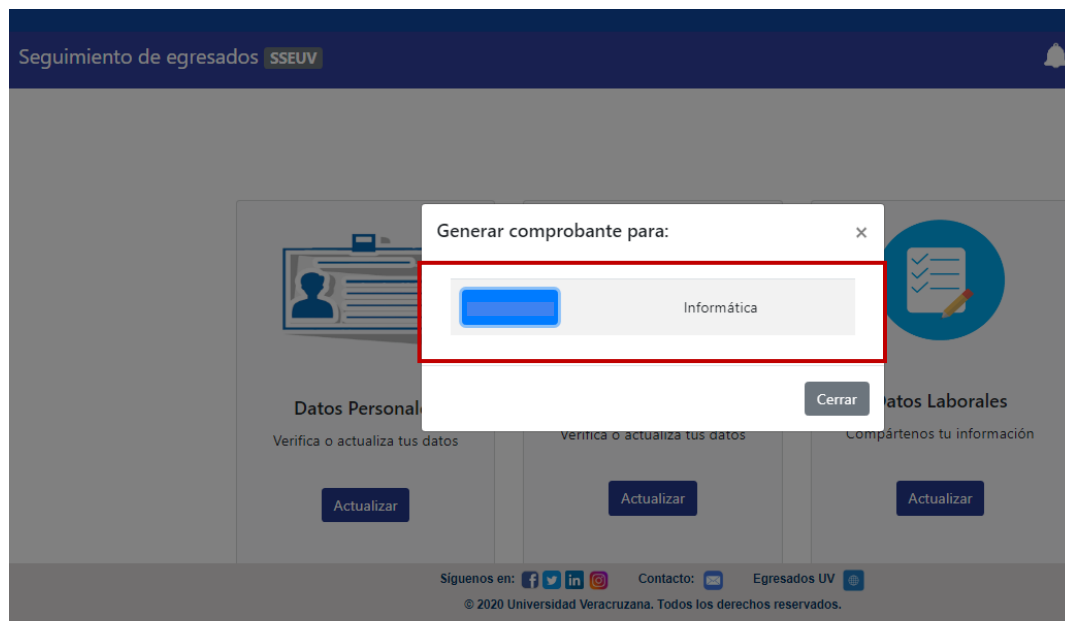 Seguimiento de egresados SSEUV
Generar comprobante para: ×
Informática
Cerrar
Datos Personal
Verifica o actualiza tus datos
Actualizar
Verifica o actualiza tus datos
Actualizar
atos Laborales
Compártenos tu información
Actualizar
Síguenos en: Contacto: Egresados UV
© 2020 Universidad Veracruzana. Todos los derechos reservados.